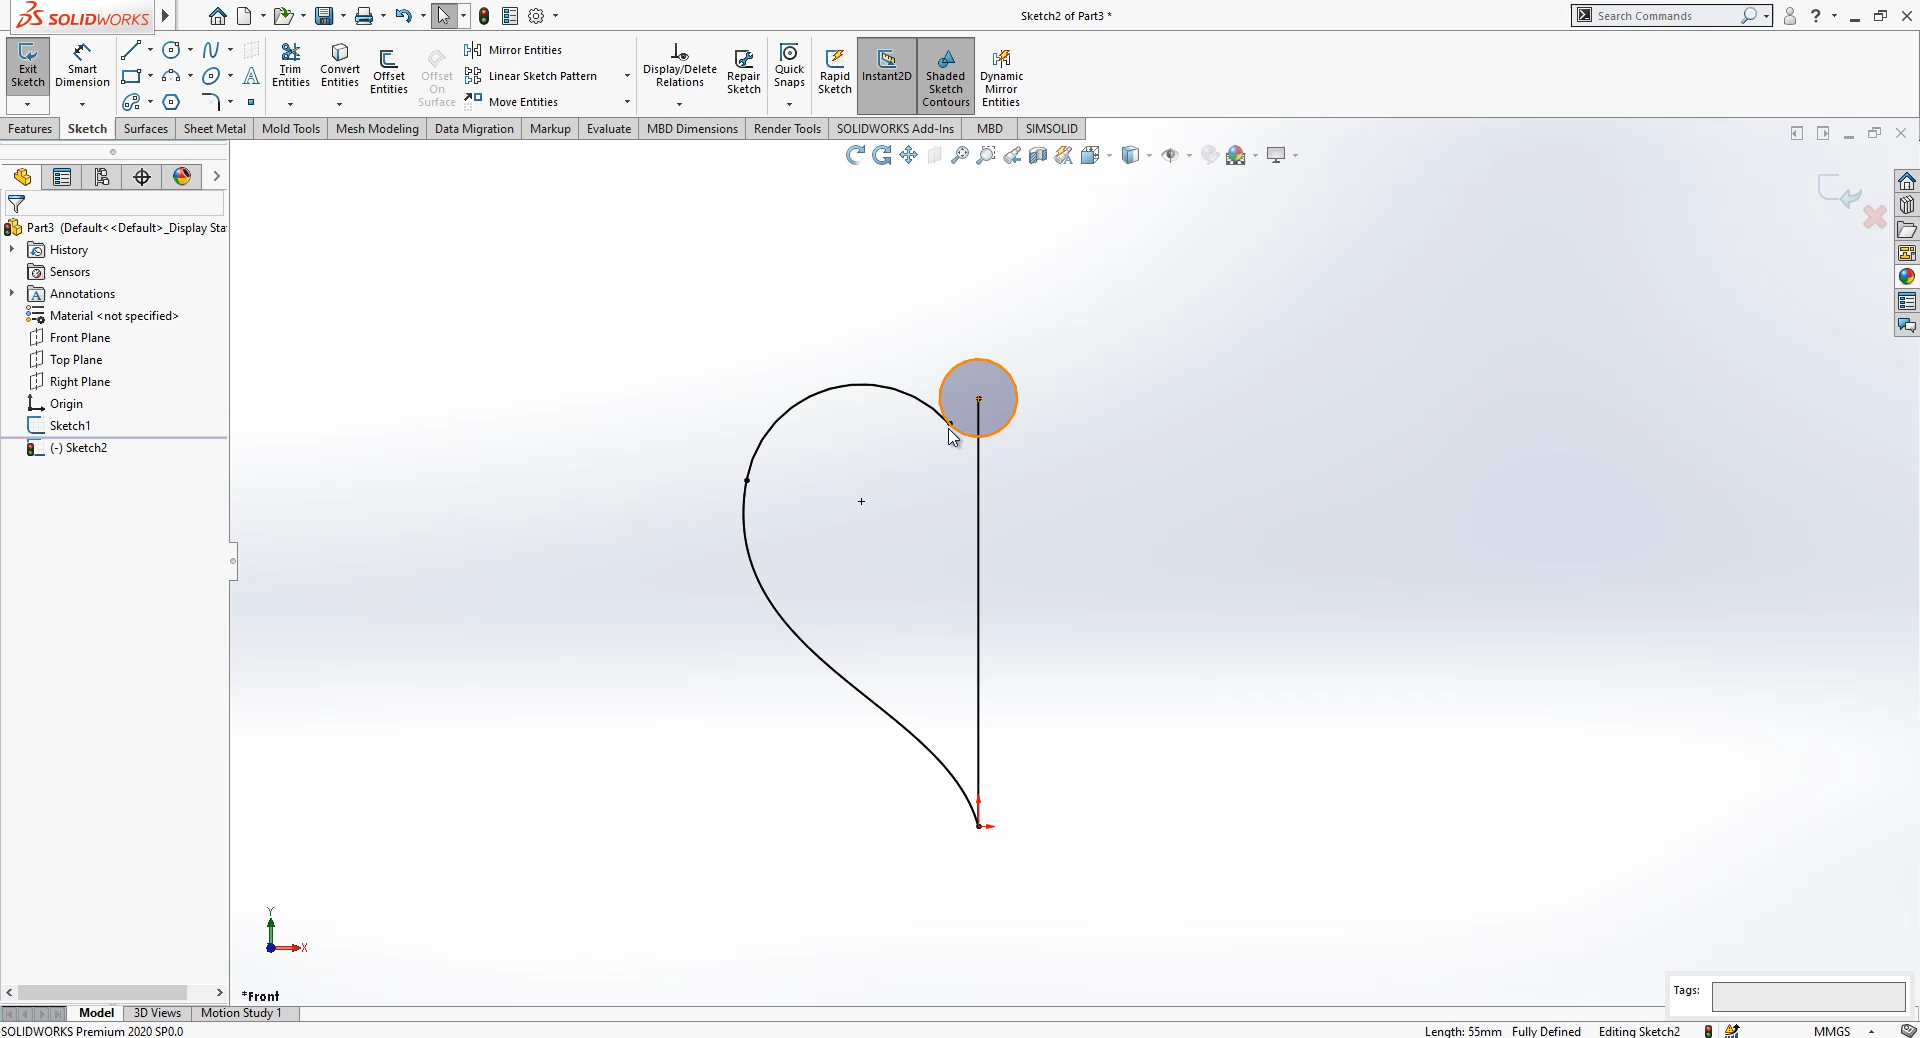 SOLIDWORKS
Sketch2 of Part3 *
Search Commands
?
Exit Sketch
Smart Dimension
Trim Entities
Convert Entities
Offset Entities
Offset On Surface
Mirror Entities
Linear Sketch Pattern
Move Entities
Display/Delete Relations
Repair Sketch
Quick Snaps
Rapid Sketch
Instant2D
Shaded Sketch Contours
Dynamic Mirror Entities
Features Sketch Surfaces Sheet Metal Mold Tools Mesh Modeling Data Migration Markup Evaluate MBD Dimensions Render Tools SOLIDWORKS Add-Ins MBD SIMSOLID
Part3 (Default<<Default>_Display Sta
History
Sensors
Annotations
Material <not specified>
Front Plane
Top Plane
Right Plane
Origin
Sketch1
(-) Sketch2
Y
X
*Front
Tags:
Model 3D Views Motion Study 1
SOLIDWORKS Premium 2020 SP0.0 Length: 55mm Fully Defined Editing Sketch2 MMGS